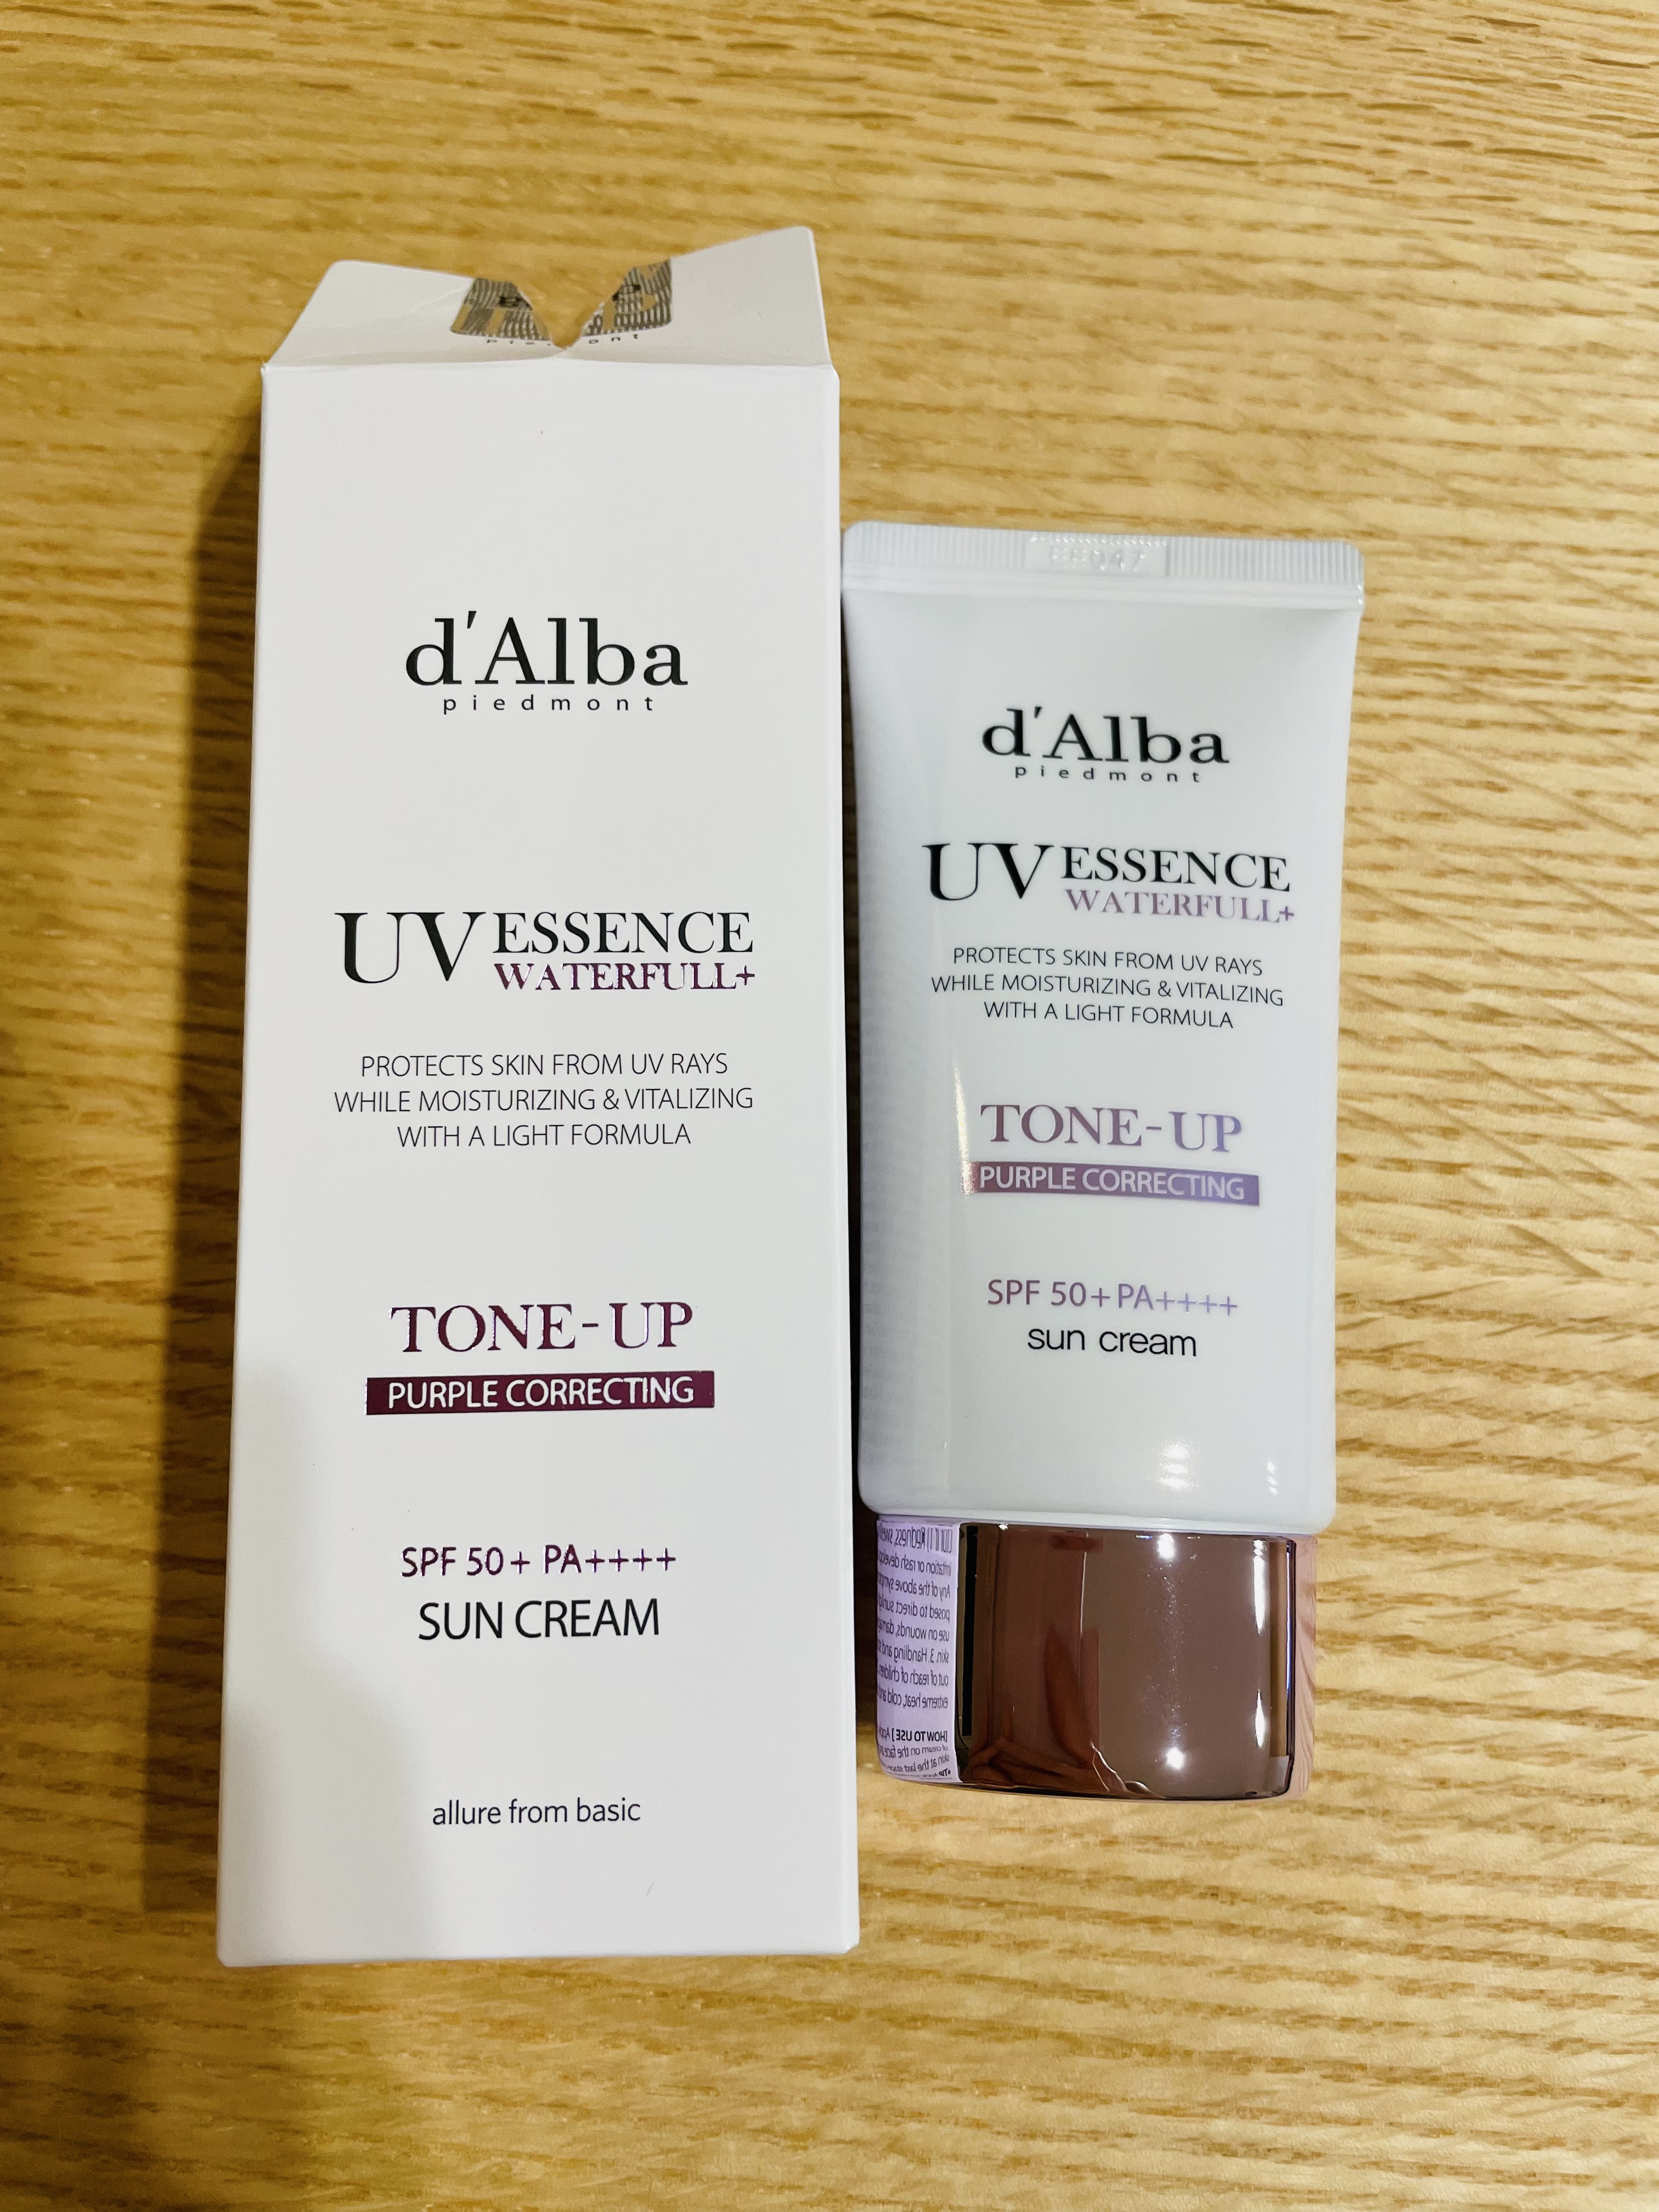 d'Alba
piedmont
UV ESSENCE
WATERFULL+
PROTECTS SKIN FROM UV RAYS
WHILE MOISTURIZING & VITALIZING
WITH A LIGHT FORMULA
TONE-UP
PURPLE CORRECTING
SPF 50+ PA++++
SUN CREAM
allure from basic
d'Alba
piedmont
UV ESSENCE
WATERFULL+
PROTECTS SKIN FROM UV RAYS
WHILE MOISTURIZING & VITALIZING
WITH A LIGHT FORMULA
TONE-UP
PURPLE CORRECTING
SPF 50+ PA++++
sun cream